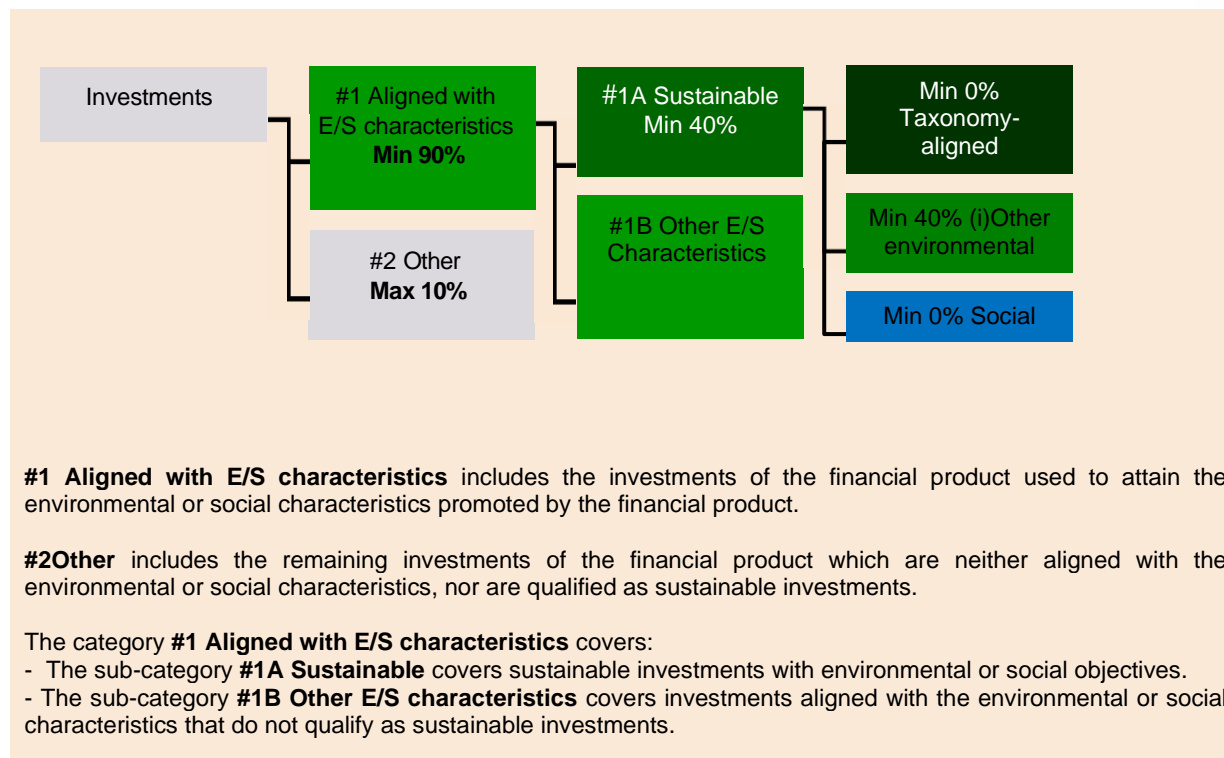 Investments
#1 Aligned with
E/S characteristics
Min 90%
#2 Other
Max 10%
#1A Sustainable
Min 40%
#1B Other E/S
Characteristics
Min 0%
Taxonomy-
aligned
Min 40% (i)Other
environmental
Min 0% Social
#1 Aligned with E/S characteristics includes the investments of the financial product used to attain the
environmental or social characteristics promoted by the financial product.
#2Other includes the remaining investments of the financial product which are neither aligned with the
environmental or social characteristics, nor are qualified as sustainable investments.
The category #1 Aligned with E/S characteristics covers:
- The sub-category #1A Sustainable covers sustainable investments with environmental or social objectives.
- The sub-category #1B Other E/S characteristics covers investments aligned with the environmental or social
characteristics that do not qualify as sustainable investments.